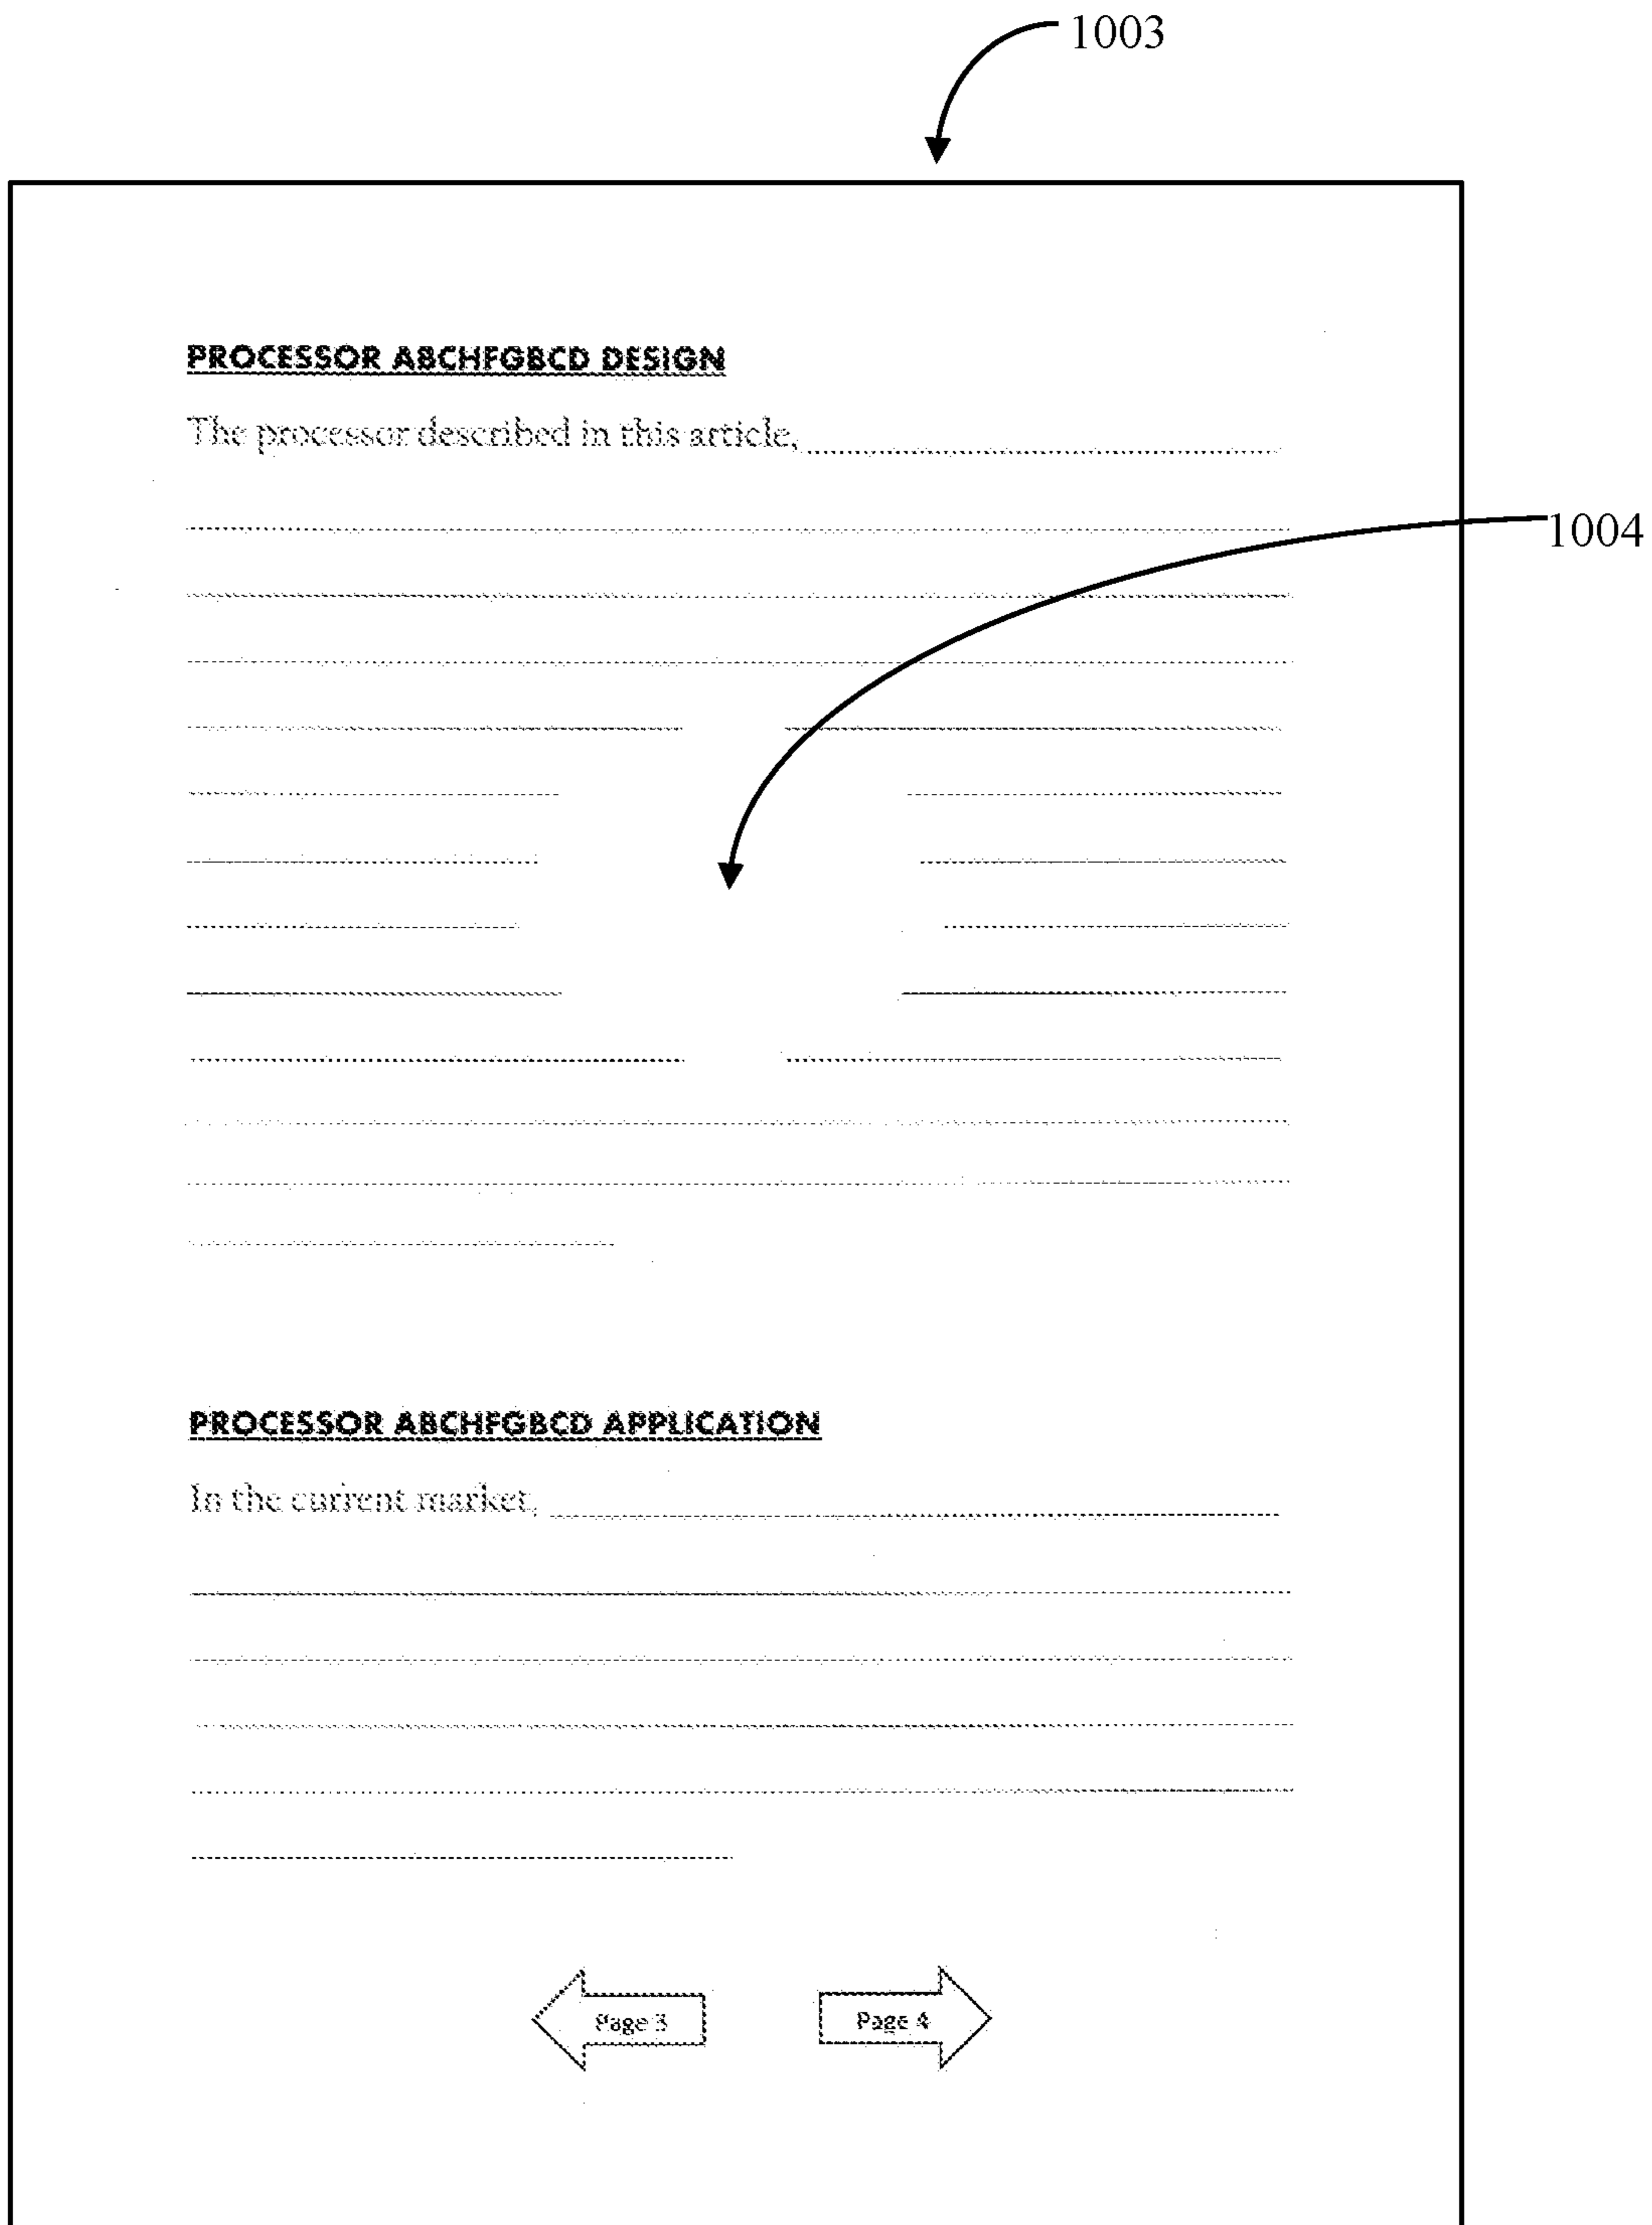 1003
PROCESSOR ABCHFGBCD DESIGN
The processor described in this article,
1004
PROCESSOR ABCHFGBCD APPLICATION
In the current market,
Page 3
Page 4